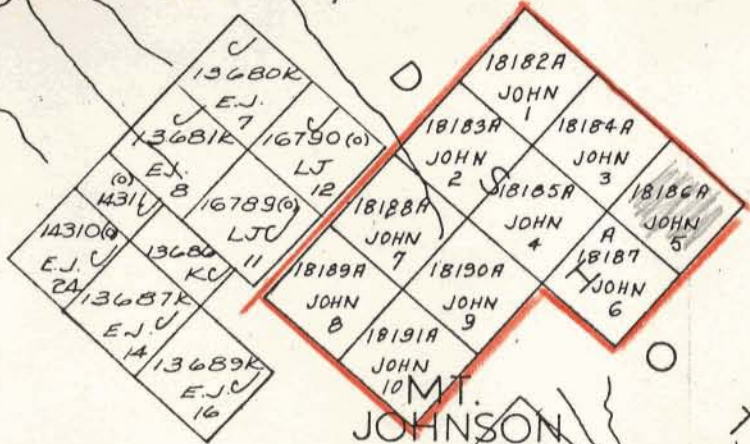 13680K
E.J.
7
13681K
E.J.
8
16790(0)
LJ
12
(0)
1431
16789(0)
LJ
11
14310(0)
E.J.
24
13686
K
13687K
E.J.
14
13689K
E.J.
16
18182A
JOHN
1
18183A
JOHN
2
18184A
JOHN
3
18185A
JOHN
4
18186A
JOHN
5
A
18187
JOHN
6
18188A
JOHN
7
18189A
JOHN
8
18190A
JOHN
9
18191A
JOHN
10
MT.
JOHNSON
D
S
T
O